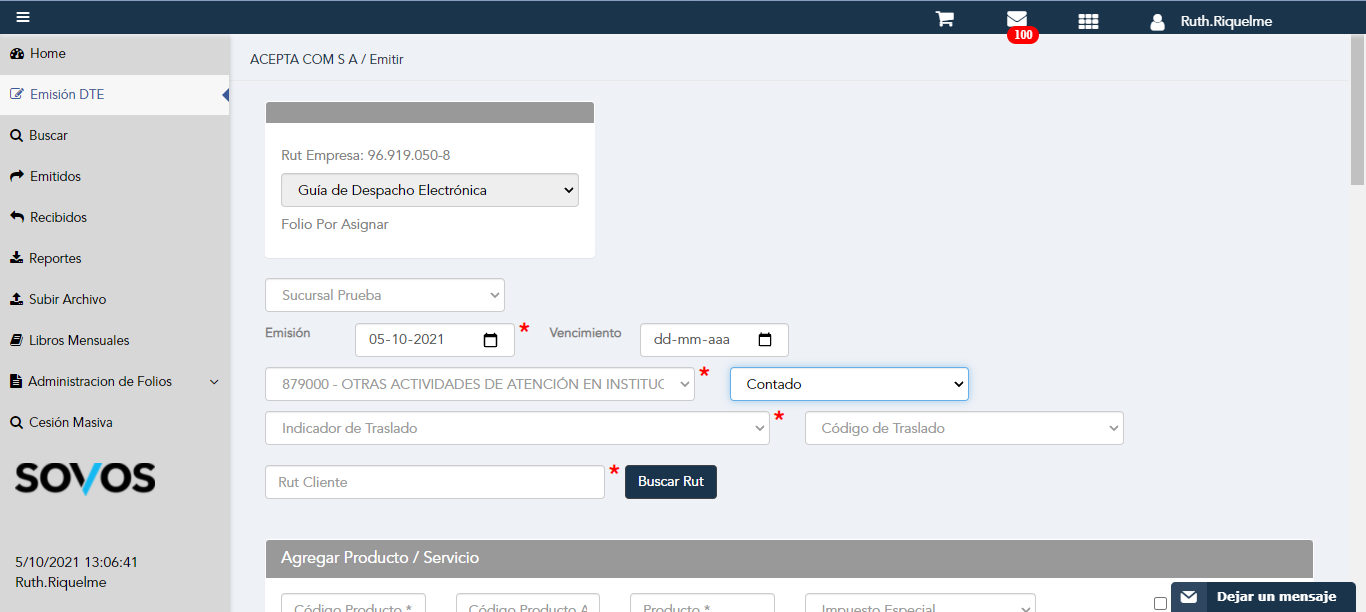 100
Ruth.Riquelme
Home
Emisión DTE
Buscar
Emitidos
Recibidos
Reportes
Subir Archivo
Libros Mensuales
Administracion de Folios
Cesión Masiva
SOVOS
5/10/2021 13:06:41
Ruth.Riquelme
ACEPTA COM S A / Emitir
Rut Empresa: 96.919.050-8
Guía de Despacho Electrónica
Folio Por Asignar
Sucursal Prueba
Emisión 05-10-2021 * Vencimiento dd-mm-aaa
879000 - OTRAS ACTIVIDADES DE ATENCIÓN EN INSTITUC * Contado
Indicador de Traslado * Código de Traslado
Rut Cliente * Buscar Rut
Agregar Producto / Servicio
Código Producto * Código Producto A Producto * Impuesto Especial
Dejar un mensaje